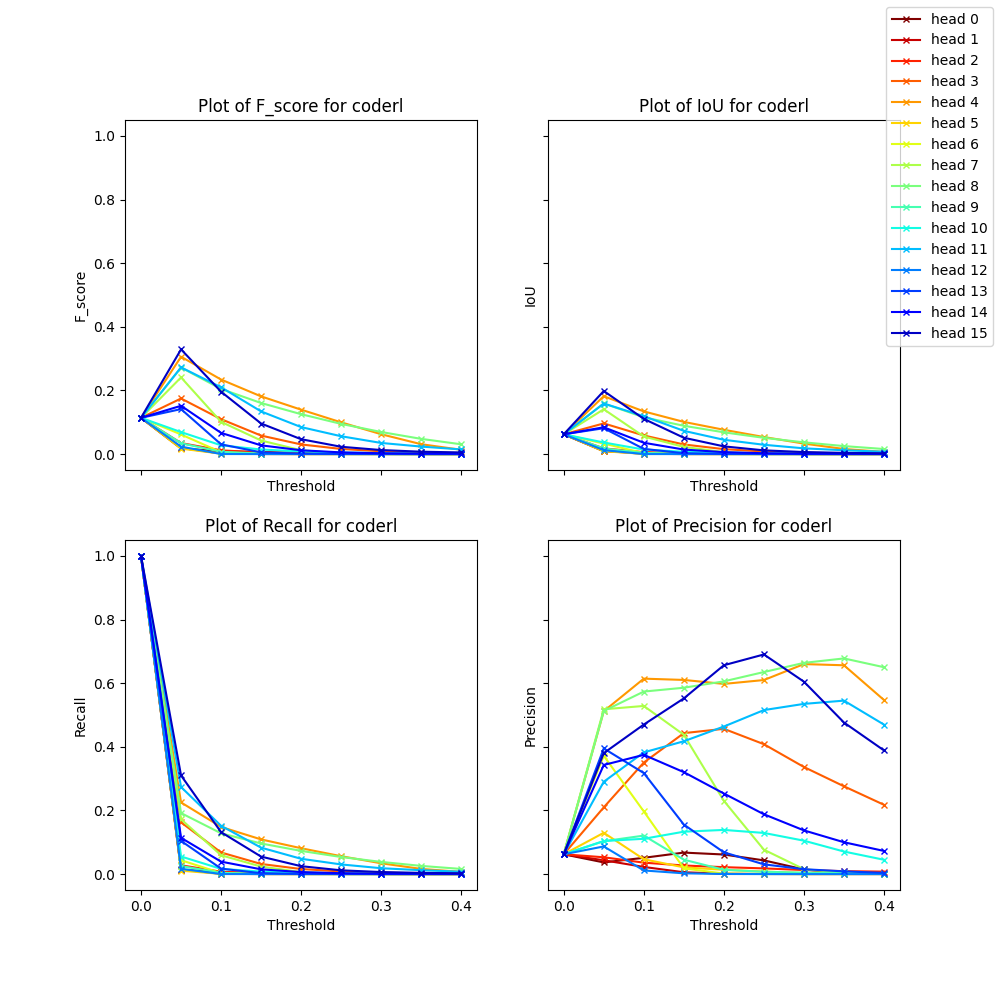 head 0
head 1
head 2
head 3
head 4
head 5
head 6
head 7
head 8
head 9
head 10
head 11
head 12
head 13
head 14
head 15
Plot of F_score for coderl
1.0
0.8
0.6
0.4
0.2
0.0
F_score
Threshold
Plot of IoU for coderl
IoU
Threshold
Plot of Recall for coderl
1.0
0.8
0.6
0.4
0.2
0.0
Recall
0.0 0.1 0.2 0.3 0.4
Threshold
Plot of Precision for coderl
Precision
0.0 0.1 0.2 0.3 0.4
Threshold